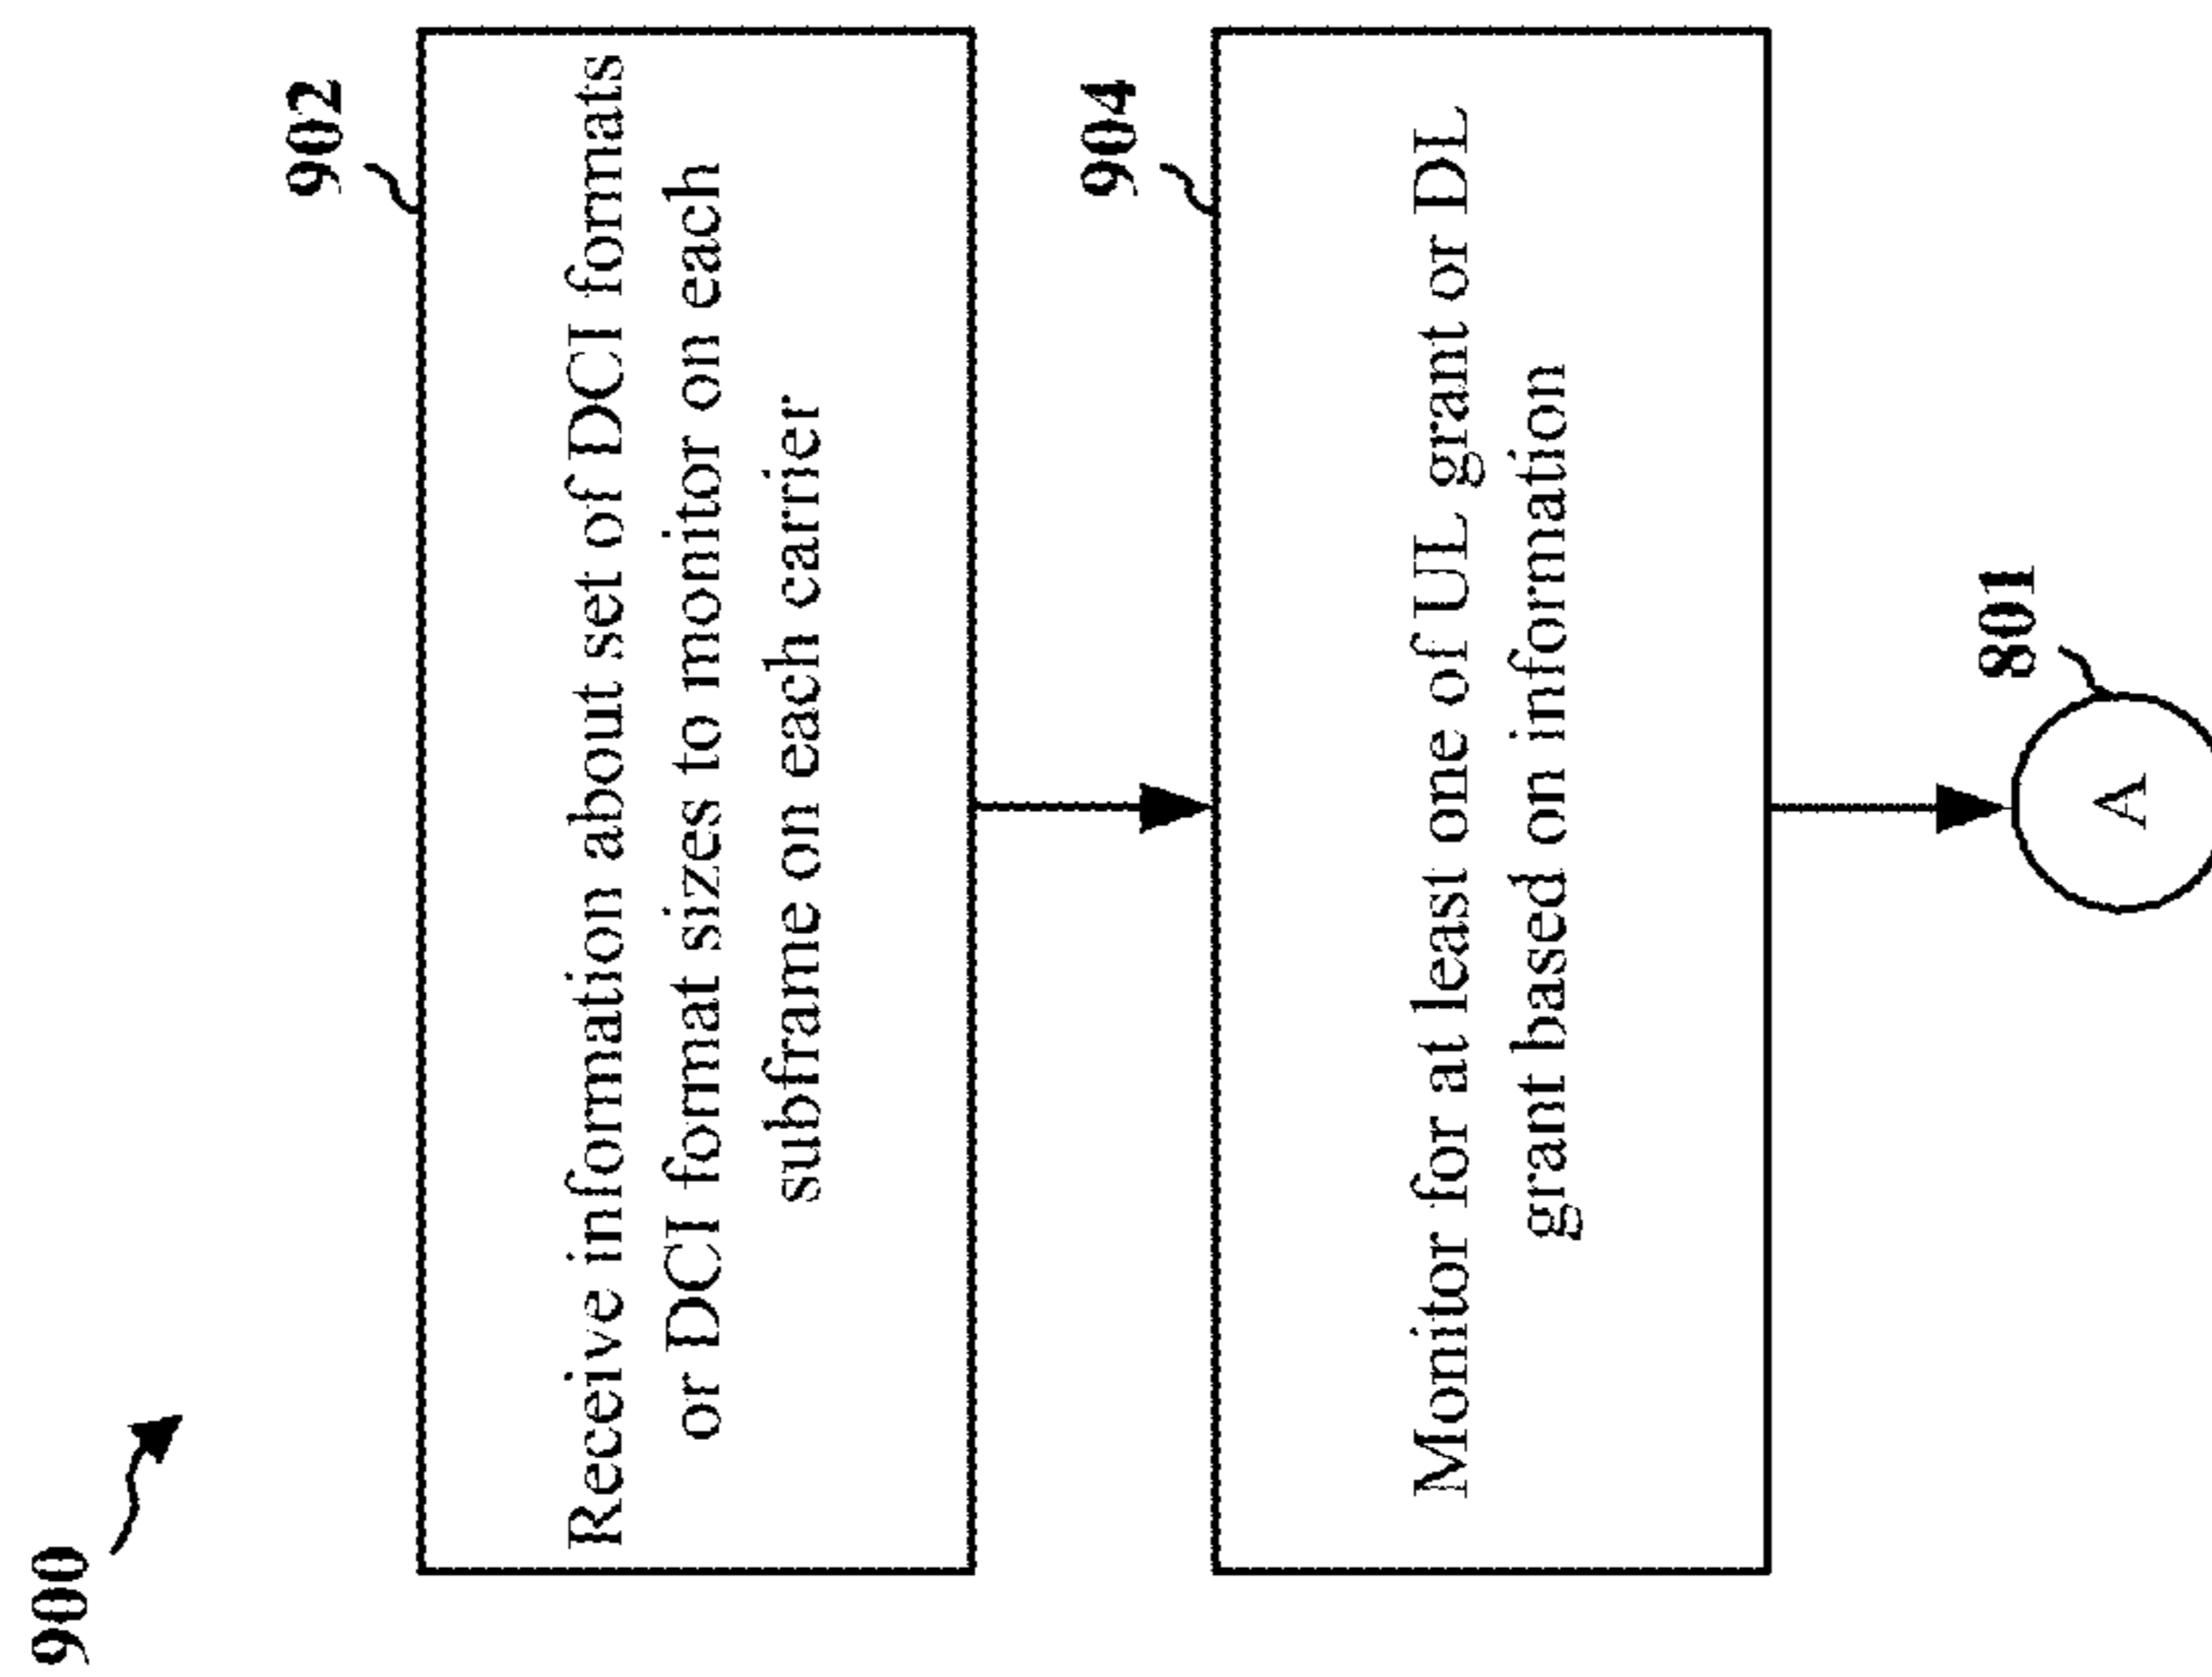 900
902
Receive information about set of DCI formats
or DCI format sizes to monitor on each
subframe on each carrier
904
Monitor for at least one of UL grant or DL
grant based on information
801
A